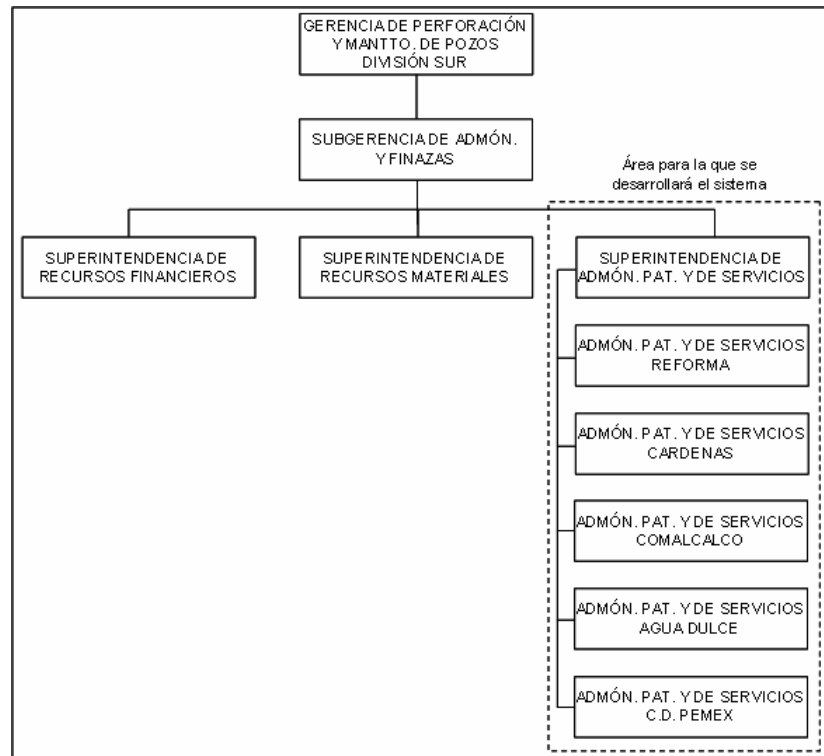 GERENCIA DE PERFORACIÓN
Y MANTTO. DE POZOS
DIVISIÓN SUR
SUBGERENCIA DE ADMÓN.
Y FINAZAS
Área para la que se
desarrollará el sistema
SUPERINTENDENCIA DE
RECURSOS FINANCIEROS
SUPERINTENDENCIA DE
RECURSOS MATERIALES
SUPERINTENDENCIA DE
ADMÓN. PAT. Y DE SERVICIOS
ADMÓN. PAT. Y DE SERVICIOS
REFORMA
ADMÓN. PAT. Y DE SERVICIOS
CARDENAS
ADMÓN. PAT. Y DE SERVICIOS
COMALCALCO
ADMÓN. PAT. Y DE SERVICIOS
AGUA DULCE
ADMÓN. PAT. Y DE SERVICIOS
C.D. PEMEX